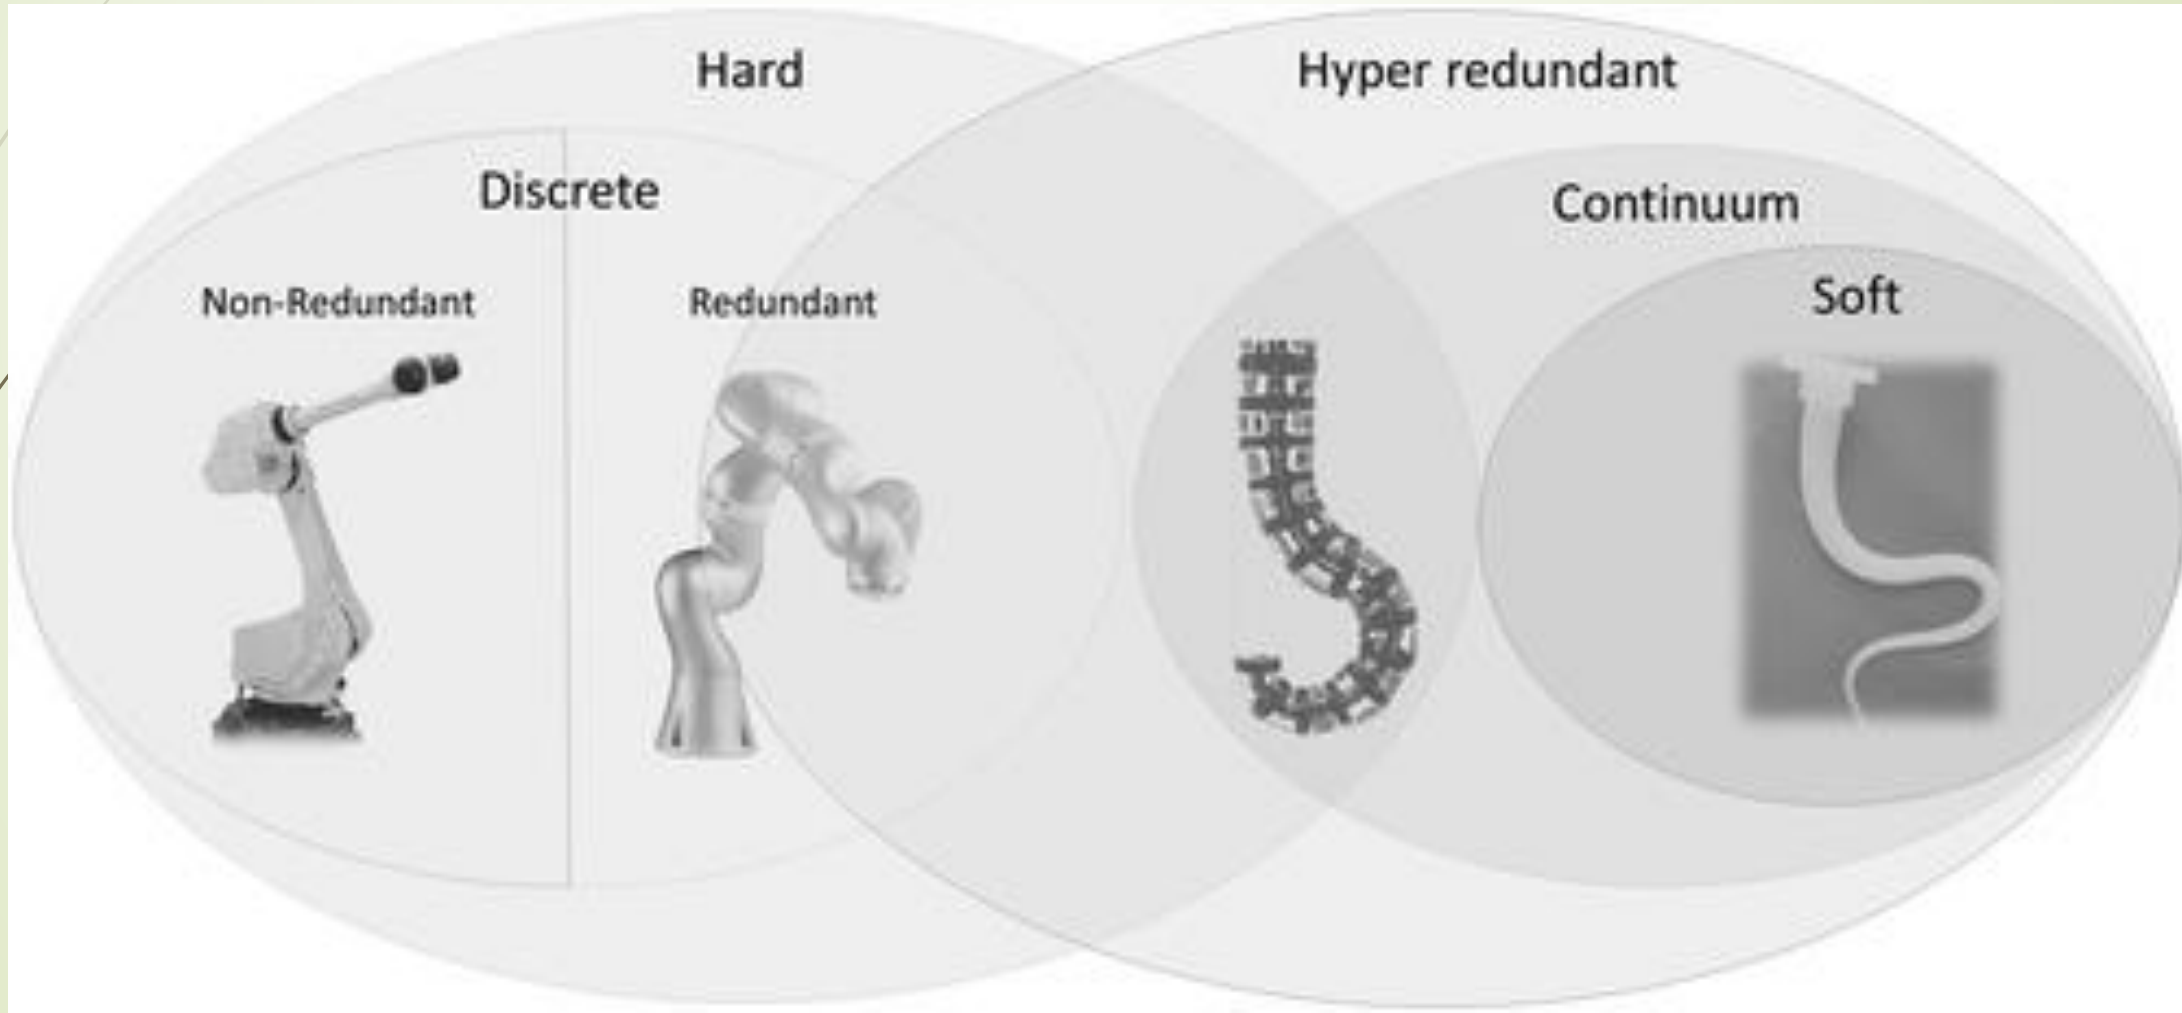 Hard
Hyper redundant
Discrete
Continuum
Non-Redundant
Redundant
Soft